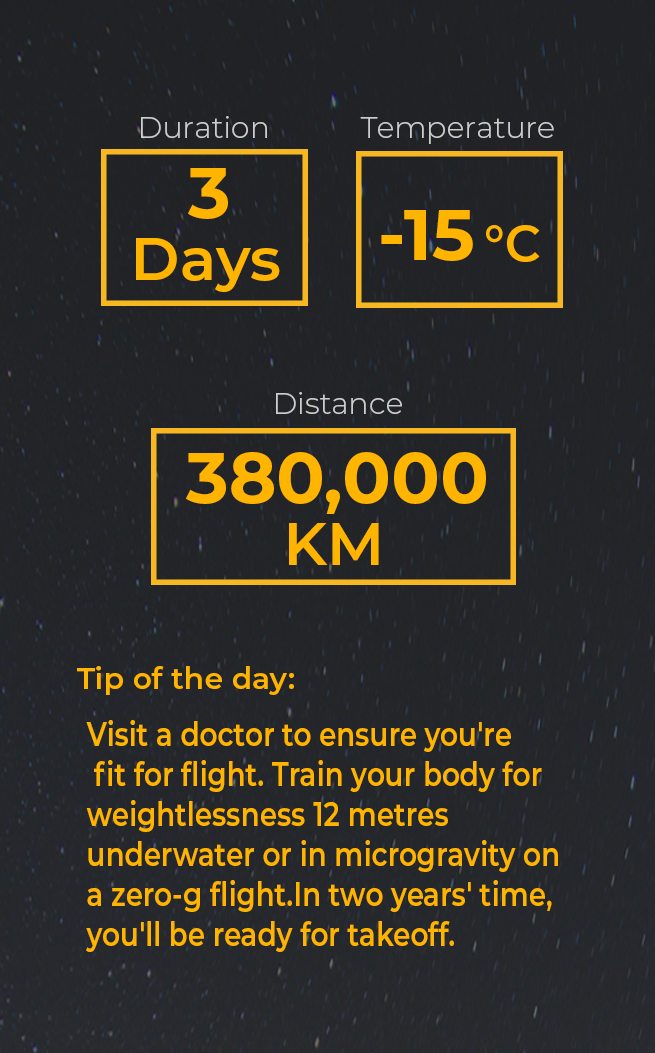 Duration
Temperature
3
Days
-15 °C
Distance
380,000
KM
Tip of the day:
Visit a doctor to ensure you're
fit for flight. Train your body for
weightlessness 12 metres
underwater or in microgravity on
a zero-g flight.In two years' time,
you'll be ready for takeoff.